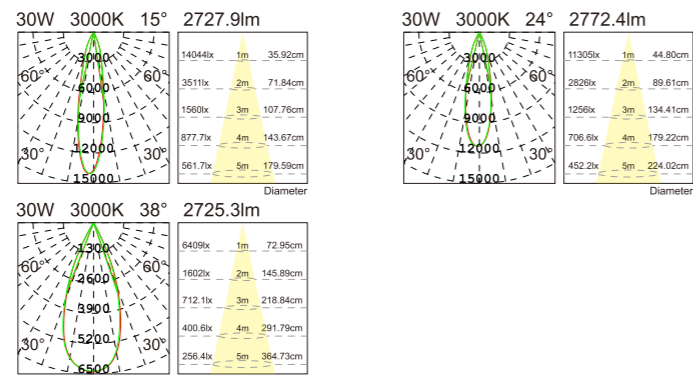 30W 3000K 15° 2727.9lm
3000
6000
9000
12000
15000
60° 60°
30° 30°
14044lx 1m 35.92cm
3511lx 2m 71.84cm
1560lx 3m 107.76cm
877.7lx 4m 143.67cm
561.7lx 5m 179.59cm
Diameter
30W 3000K 24° 2772.4lm
3000
6000
9000
12000
15000
60° 60°
30° 30°
11305lx 1m 44.80cm
2826lx 2m 89.61cm
1256lx 3m 134.41cm
706.6lx 4m 179.22cm
452.2lx 5m 224.02cm
Diameter
30W 3000K 38° 2725.3lm
1300
2600
3900
5200
6500
60° 60°
30° 30°
6409lx 1m 72.95cm
1602lx 2m 145.89cm
712.1lx 3m 218.84cm
400.6lx 4m 291.79cm
256.4lx 5m 364.73cm